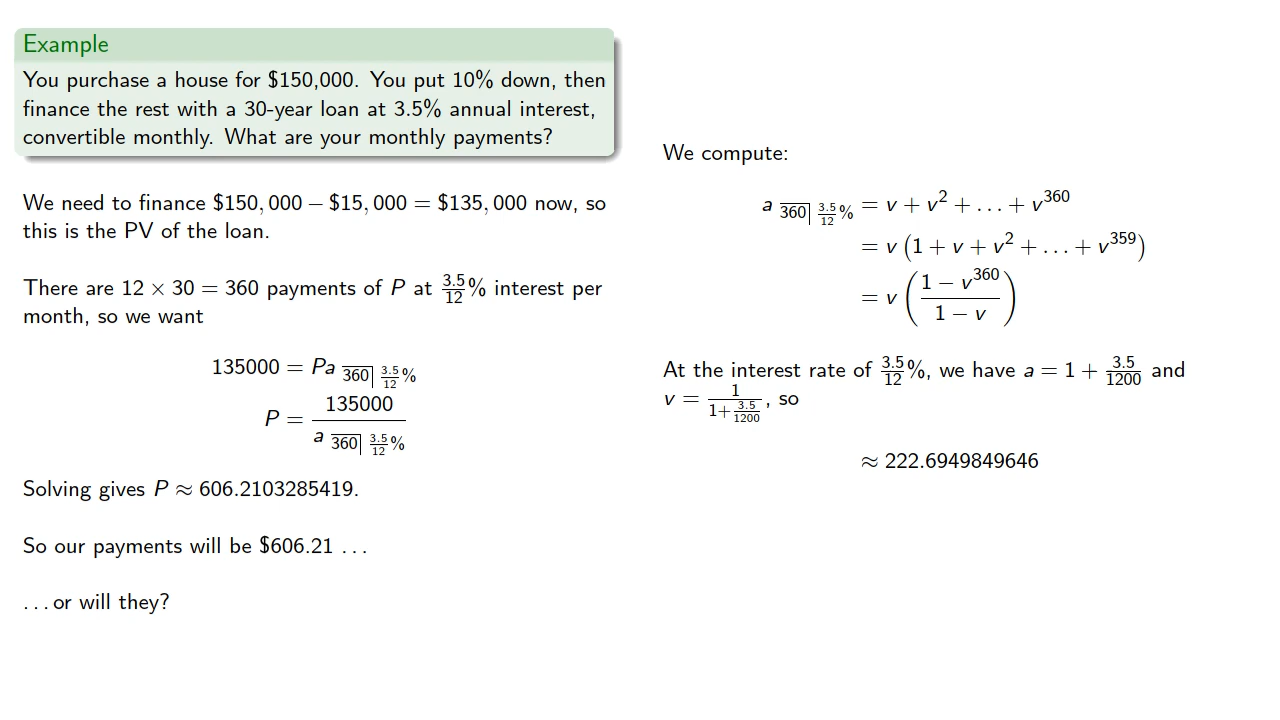 Example
You purchase a house for $150,000. You put 10% down, then
finance the rest with a 30-year loan at 3.5% annual interest,
convertible monthly. What are your monthly payments?
We need to finance $150, 000 − $15, 000 = $135, 000 now, so
this is the PV of the loan.
There are 12 × 30 = 360 payments of P at 3.5/12% interest per
month, so we want
135000 = Pa 360| 3.5/12%
P = 135000 / a 360| 3.5/12%
Solving gives P ≈ 606.2103285419.
So our payments will be $606.21 ...
...or will they?
We compute:
a 360| 3.5/12% = v + v² + ... + v³⁶⁰
= v (1 + v + v² + ... + v³⁵⁹)
= v ((1 − v³⁶⁰) / (1 − v))
At the interest rate of 3.5/12%, we have a = 1 + 3.5/1200 and
v = 1/(1+3.5/1200), so
≈ 222.6949849646